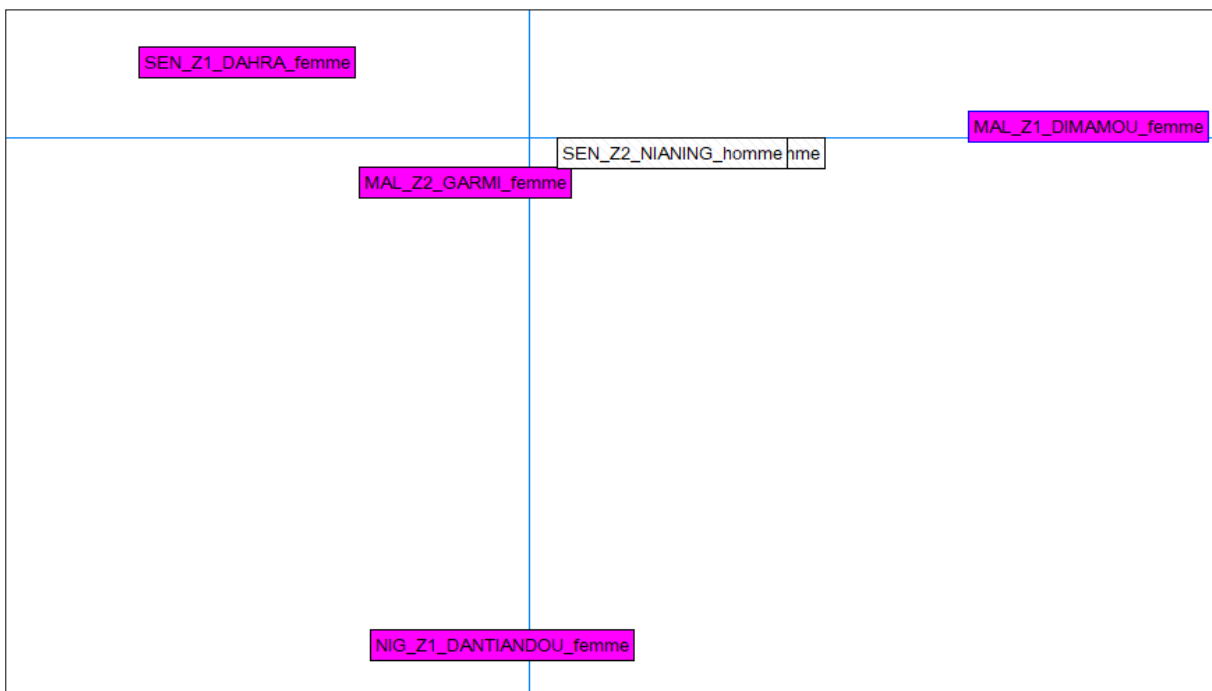 SEN_Z1_DAHRA_femme
MAL_Z1_DIMAMOU_femme
SEN_Z2_NIANING_homme
MAL_Z2_GARMI_femme
NIG_Z1_DANTIANDOU_femme